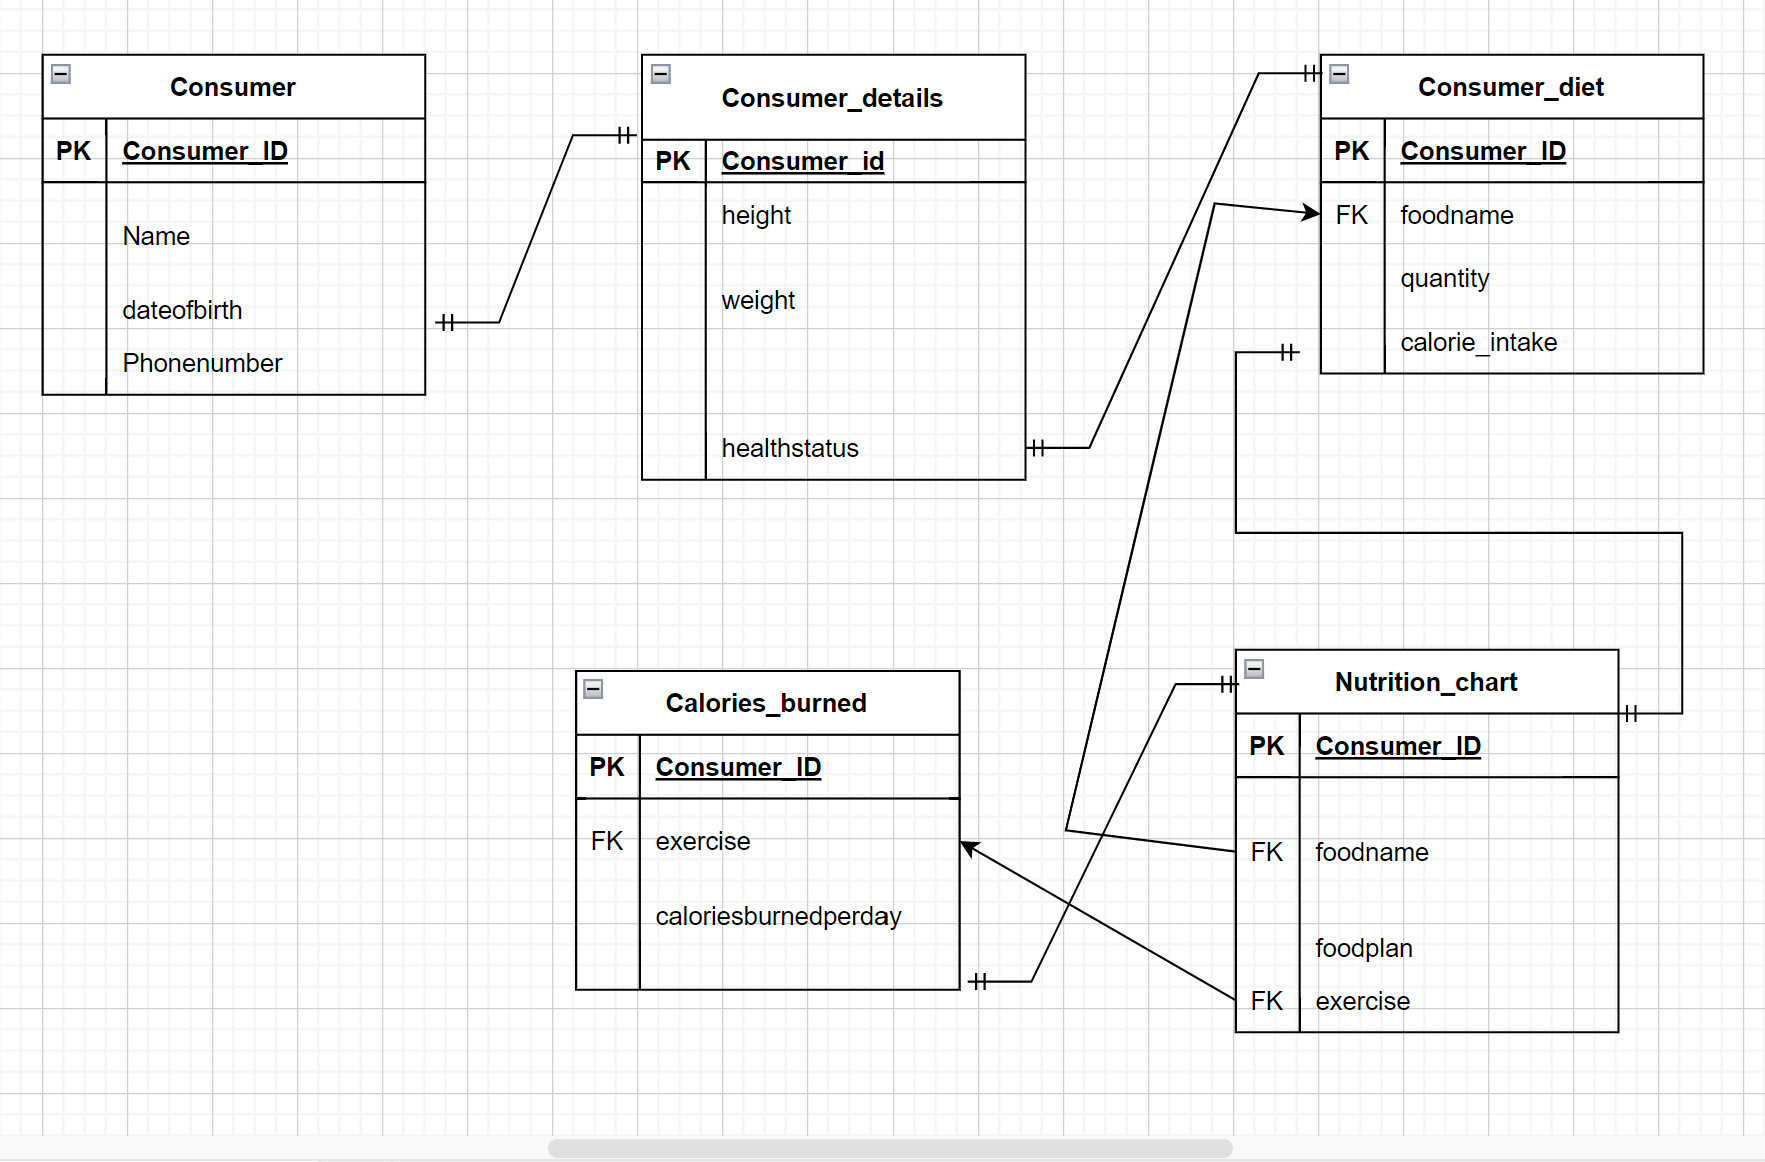 Consumer
PK Consumer_ID
Name
dateofbirth
Phonenumber
Consumer_details
PK Consumer_id
height
weight
healthstatus
Consumer_diet
PK Consumer_ID
FK foodname
quantity
calorie_intake
Calories_burned
PK Consumer_ID
FK exercise
caloriesburnedperday
Nutrition_chart
PK Consumer_ID
FK foodname
foodplan
FK exercise